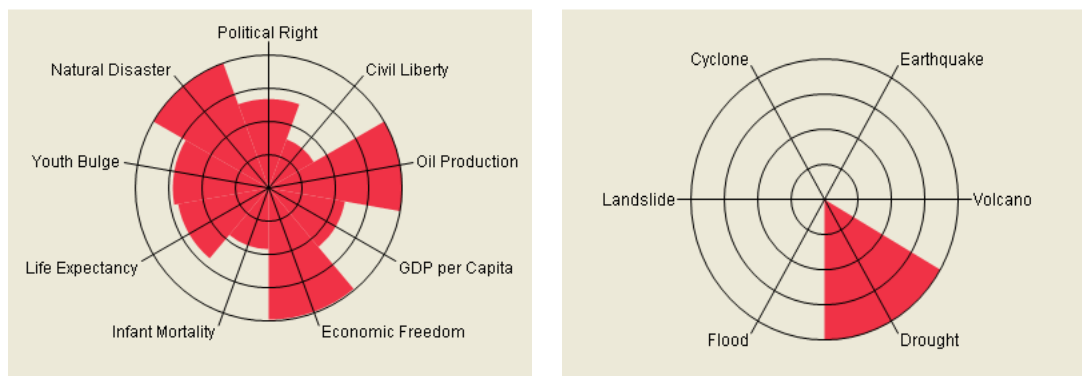 Political Right
Natural Disaster
Civil Liberty
Youth Bulge
Oil Production
Life Expectancy
GDP per Capita
Infant Mortality
Economic Freedom
Cyclone
Earthquake
Landslide
Volcano
Flood
Drought